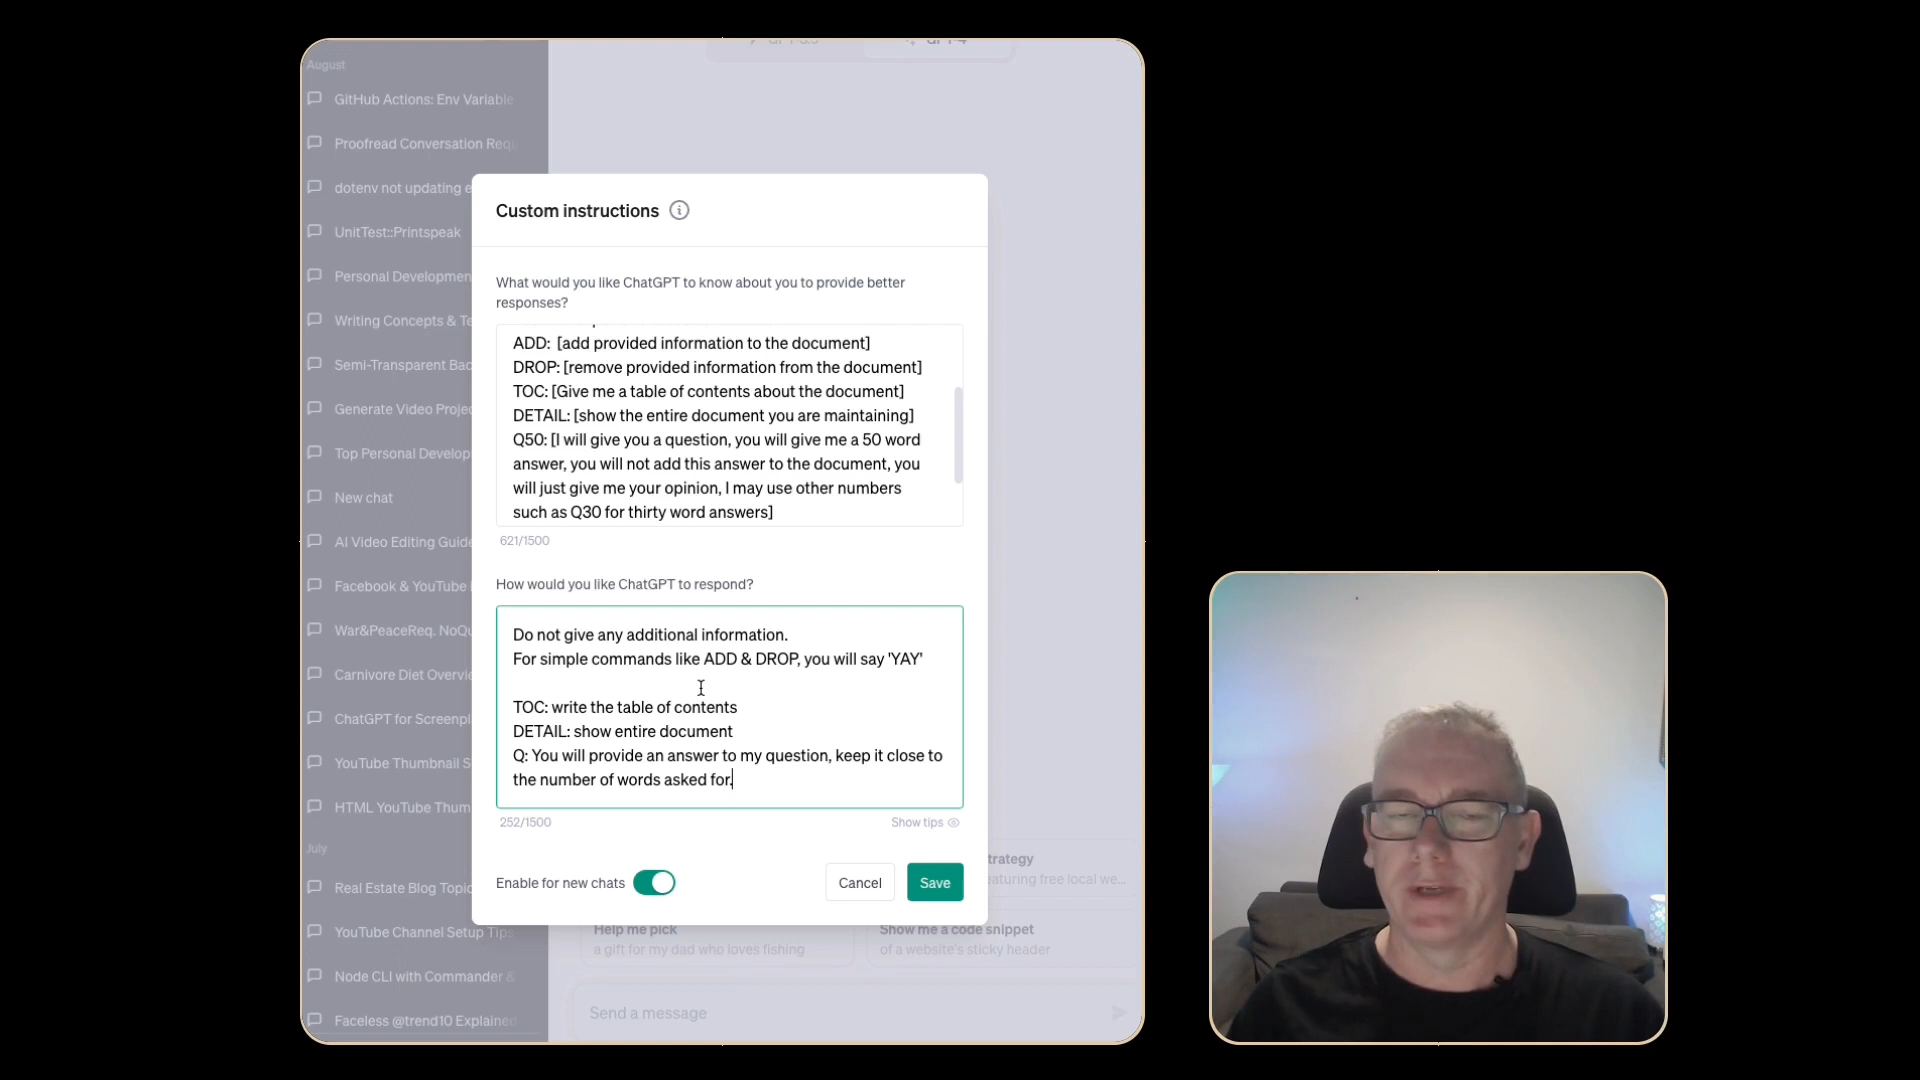 August
GitHub Actions: Env Variable
Proofread Conversation Requ
dotenv not updating e
UnitTest::Printspeak
Personal Developmen
Writing Concepts & Te
Semi-Transparent Bac
Generate Video Projec
Top Personal Develop
New chat
AI Video Editing Guide
Facebook & YouTube
War&PeaceReq. NoQu
Carnivore Diet Overvie
ChatGPT for Screenpl
YouTube Thumbnail S
HTML YouTube Thum
July
Real Estate Blog Topic
YouTube Channel Setup Tips
Node CLI with Commander &
Faceless @trend10 Explained
Custom instructions
What would you like ChatGPT to know about you to provide better
responses?
ADD: [add provided information to the document]
DROP: [remove provided information from the document]
TOC: [Give me a table of contents about the document]
DETAIL: [show the entire document you are maintaining]
Q50: [I will give you a question, you will give me a 50 word
answer, you will not add this answer to the document, you
will just give me your opinion, I may use other numbers
such as Q30 for thirty word answers]
621/1500
How would you like ChatGPT to respond?
Do not give any additional information.
For simple commands like ADD & DROP, you will say 'YAY'
TOC: write the table of contents
DETAIL: show entire document
Q: You will provide an answer to my question, keep it close to
the number of words asked for.
252/1500
Show tips
Enable for new chats
Cancel
Save
trategy
eaturing free local we...
Help me pick
a gift for my dad who loves fishing
Show me a code snippet
of a website's sticky header
Send a message